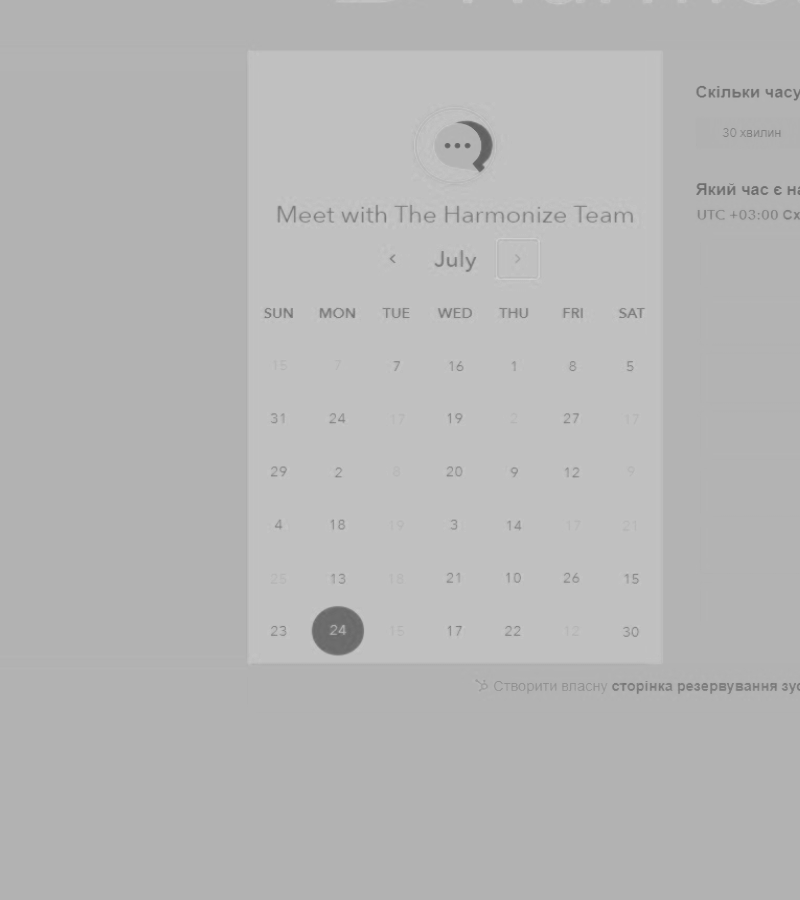 Скільки часу
30 хвилин
Meet with The Harmonize Team
Який час є на
UTC +03:00 Сх
July
SUN MON TUE WED THU FRI SAT
15 7 7 16 1 8 5
31 24 17 19 2 27 17
29 2 8 20 9 12 9
4 18 19 3 14 17 21
25 13 18 21 10 26 15
23 24 15 17 22 12 30
Створити власну сторінка резервування зус